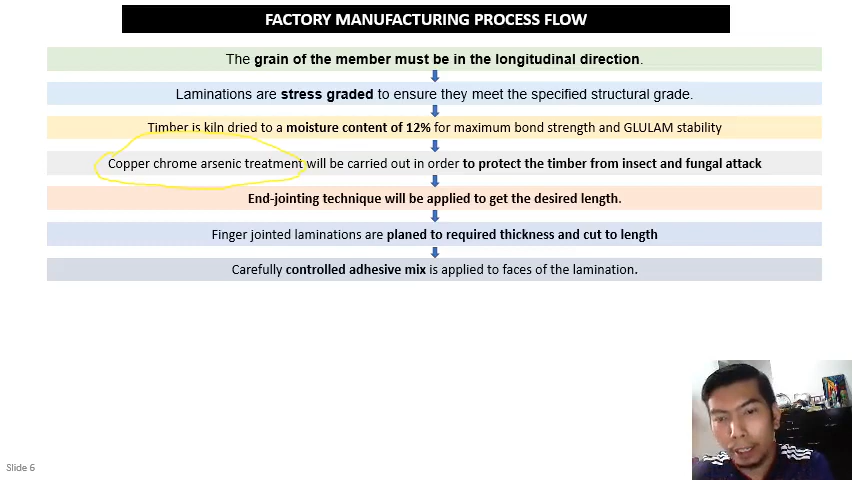 FACTORY MANUFACTURING PROCESS FLOW
The grain of the member must be in the longitudinal direction.
Laminations are stress graded to ensure they meet the specified structural grade.
Timber is kiln dried to a moisture content of 12% for maximum bond strength and GLULAM stability
Copper chrome arsenic treatment will be carried out in order to protect the timber from insect and fungal attack
End-jointing technique will be applied to get the desired length.
Finger jointed laminations are planed to required thickness and cut to length
Carefully controlled adhesive mix is applied to faces of the lamination.
Slide 6